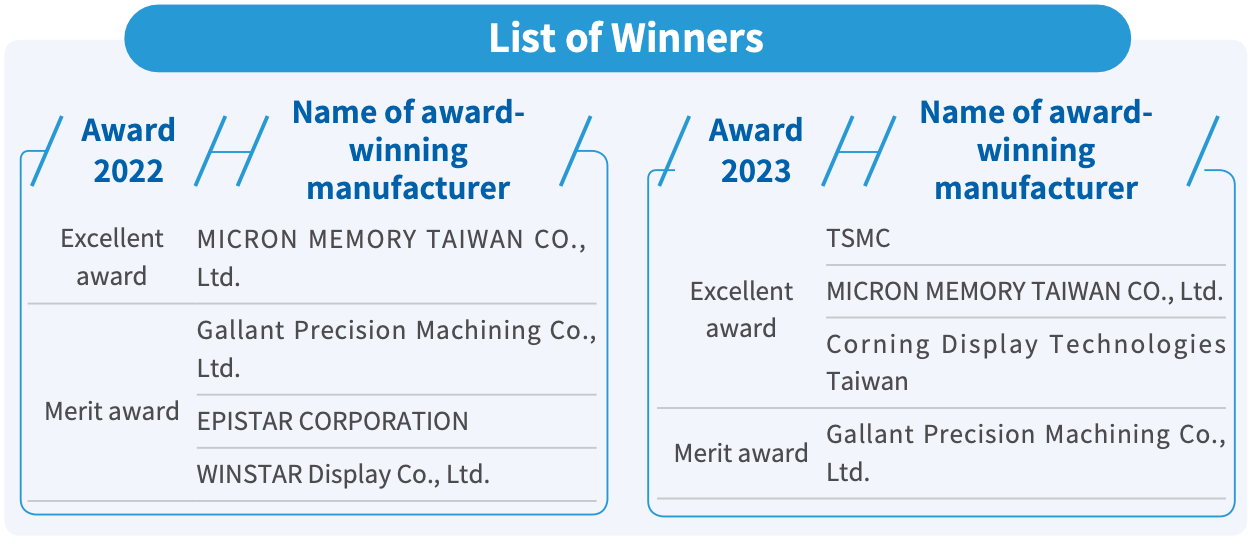 List of Winners
Award
2022
Name of award-
winning
manufacturer
Excellent
award
MICRON MEMORY TAIWAN CO.,
Ltd.
Merit award
Gallant Precision Machining Co.,
Ltd.
EPISTAR CORPORATION
WINSTAR Display Co., Ltd.
Award
2023
Name of award-
winning
manufacturer
Excellent
award
TSMC
MICRON MEMORY TAIWAN CO., Ltd.
Corning Display Technologies
Taiwan
Merit award
Gallant Precision Machining Co.,
Ltd.